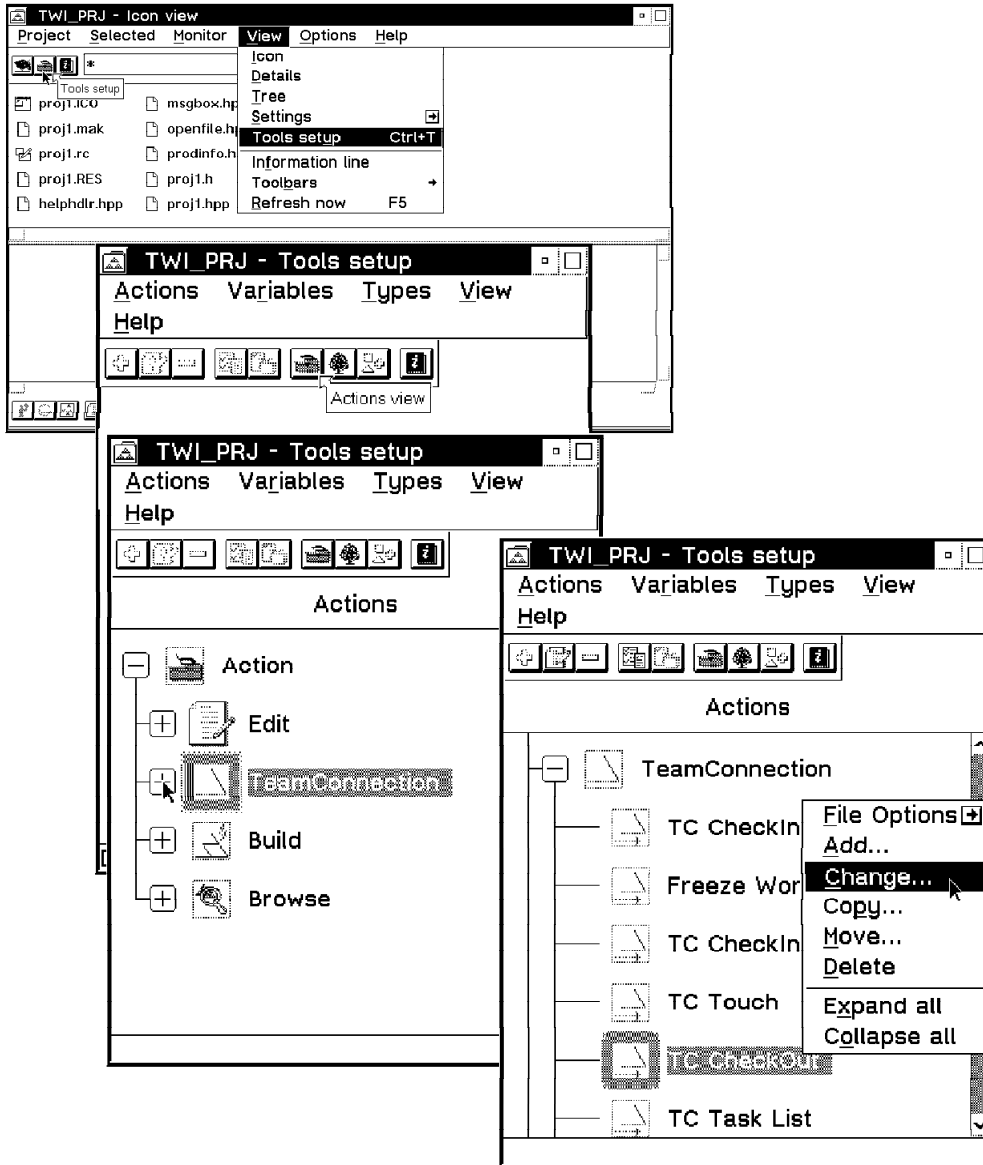 TWI_PRJ - Icon view
Project Selected Monitor View Options Help
*
Tools setup
Icon
Details
Tree
Settings
Tools setup Ctrl+T
Information line
Toolbars
Refresh now F5
proj1.ICO msgbox.hp
proj1.mak openfile.hp
proj1.rc prodinfo.h
proj1.RES proj1.h
helphdlr.hpp proj1.hpp
TWI_PRJ - Tools setup
Actions Variables Types View
Help
Actions view
TWI_PRJ - Tools setup
Actions Variables Types View
Help
Actions
Action
Edit
TeamConnection
Build
Browse
TWI_PRJ - Tools setup
Actions Variables Types View
Help
Actions
TeamConnection
TC CheckIn
Freeze Wor
TC CheckIn
TC Touch
TC CheckOut
TC Task List
File Options
Add...
Change...
Copy...
Move...
Delete
Expand all
Collapse all